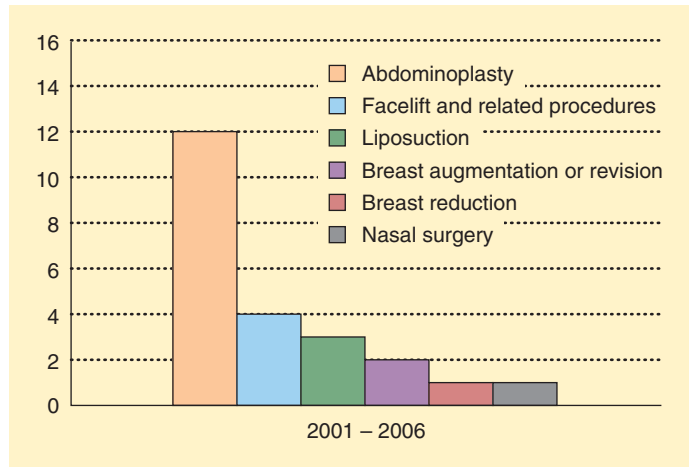 16
14
12
10
8
6
4
2
0
Abdominoplasty
Facelift and related procedures
Liposuction
Breast augmentation or revision
Breast reduction
Nasal surgery
2001 – 2006